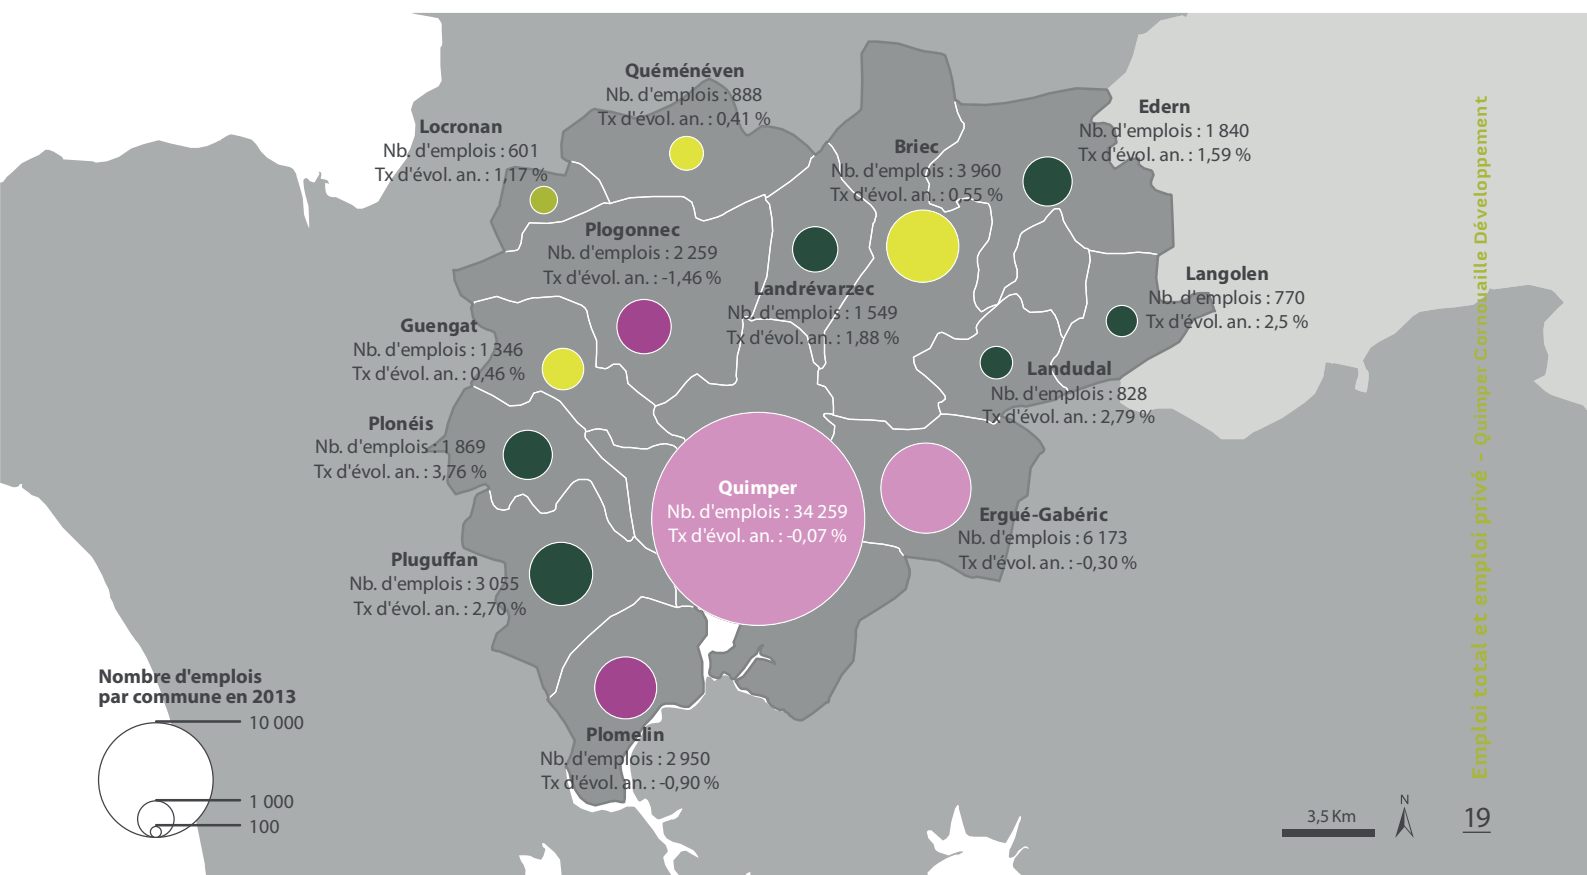 Quéménéven
Nb. d'emplois : 888
Tx d'évol. an. : 0,41 %
Locronan
Nb. d'emplois : 601
Tx d'évol. an. : 1,17 %
Edern
Nb. d'emplois : 1 840
Tx d'évol. an. : 1,59 %
Briec
Nb. d'emplois : 3 960
Tx d'évol. an. : 0,55 %
Plogonnec
Nb. d'emplois : 2 259
Tx d'évol. an. : -1,46 %
Landrévarzec
Nb. d'emplois : 1 549
Tx d'évol. an. : 1,88 %
Langolen
Nb. d'emplois : 770
Tx d'évol. an. : 2,5 %
Guengat
Nb. d'emplois : 1 346
Tx d'évol. an. : 0,46 %
Landudal
Nb. d'emplois : 828
Tx d'évol. an. : 2,79 %
Plonéis
Nb. d'emplois : 1 869
Tx d'évol. an. : 3,76 %
Quimper
Nb. d'emplois : 34 259
Tx d'évol. an. : -0,07 %
Ergué-Gabéric
Nb. d'emplois : 6 173
Tx d'évol. an. : -0,30 %
Pluguffan
Nb. d'emplois : 3 055
Tx d'évol. an. : 2,70 %
Plomelin
Nb. d'emplois : 2 950
Tx d'évol. an. : -0,90 %
Nombre d'emplois
par commune en 2013
10 000
1 000
100
3,5 Km
N
19
Emploi total et emploi privé – Quimper Cornouaille Développement